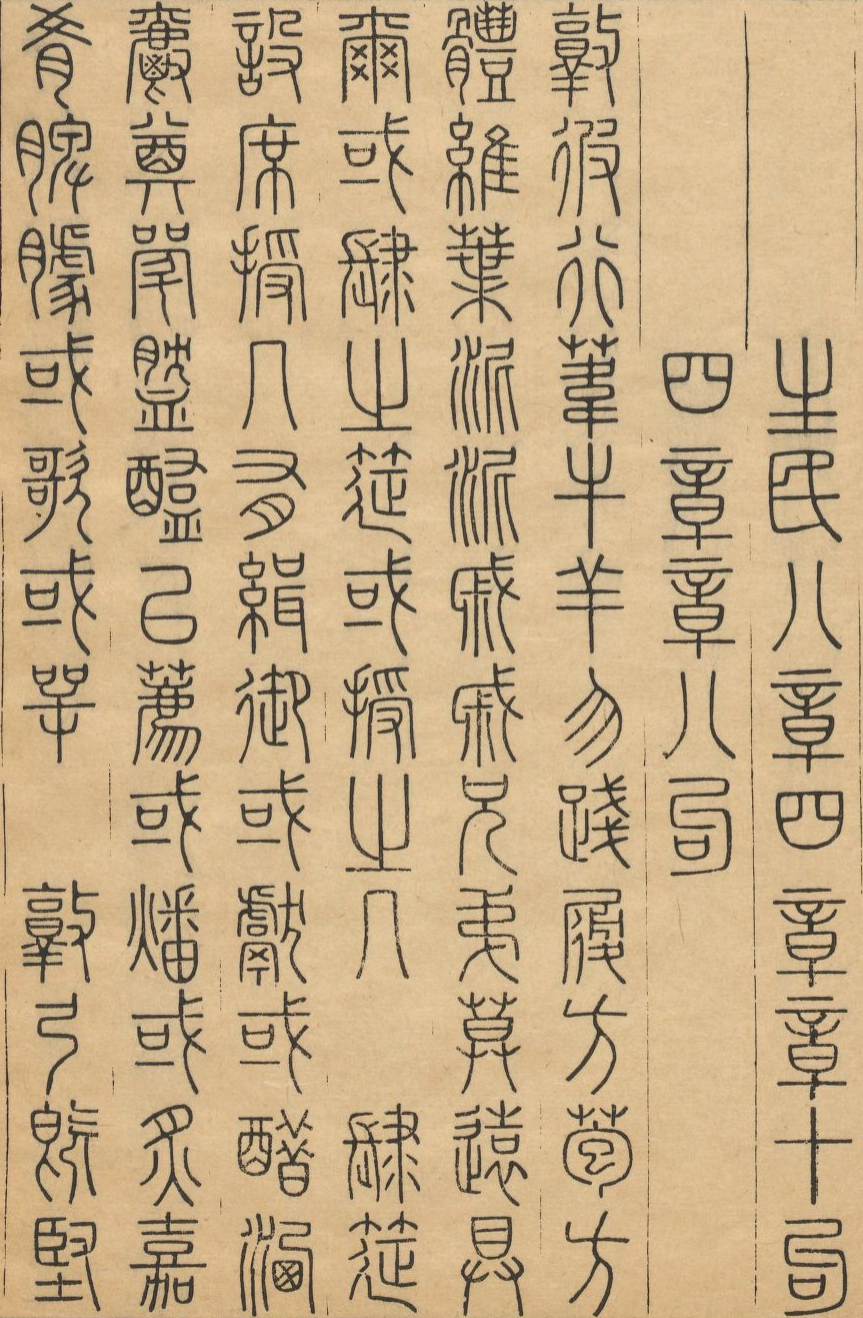 生民八章四章章十句
四章章八句
敦彼行葦牛羊勿踐履方苞方
體維葉泥泥戚戚兄弟莫遠具
爾或肆之筵或授之几　肆筵
設席授几有緝御或獻或醋洗
爵奠斝醓醢以薦或燔或炙嘉
肴脾臄或歌或咢　敦弓既堅